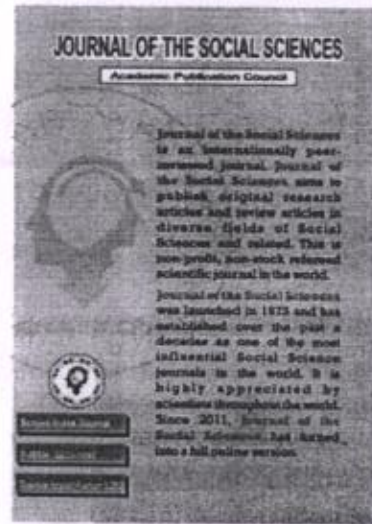 JOURNAL OF THE SOCIAL SCIENCES
Academic Publication Council
Journal of the Social Sciences
is an internationally peer-
reviewed journal. Journal of
the Social Sciences aims to
publish original research
articles and review articles in
diverse fields of Social
Sciences and related. This is
non-profit, non-stock refereed
scientific journal in the world.
Journal of the Social Sciences
was launched in 1973 and has
established over the past 4
decades as one of the most
influential Social Science
journals in the world. It is
highly appreciated by
scientists throughout the world.
Since 2011, Journal of the
Social Sciences has turned
into a full online version.